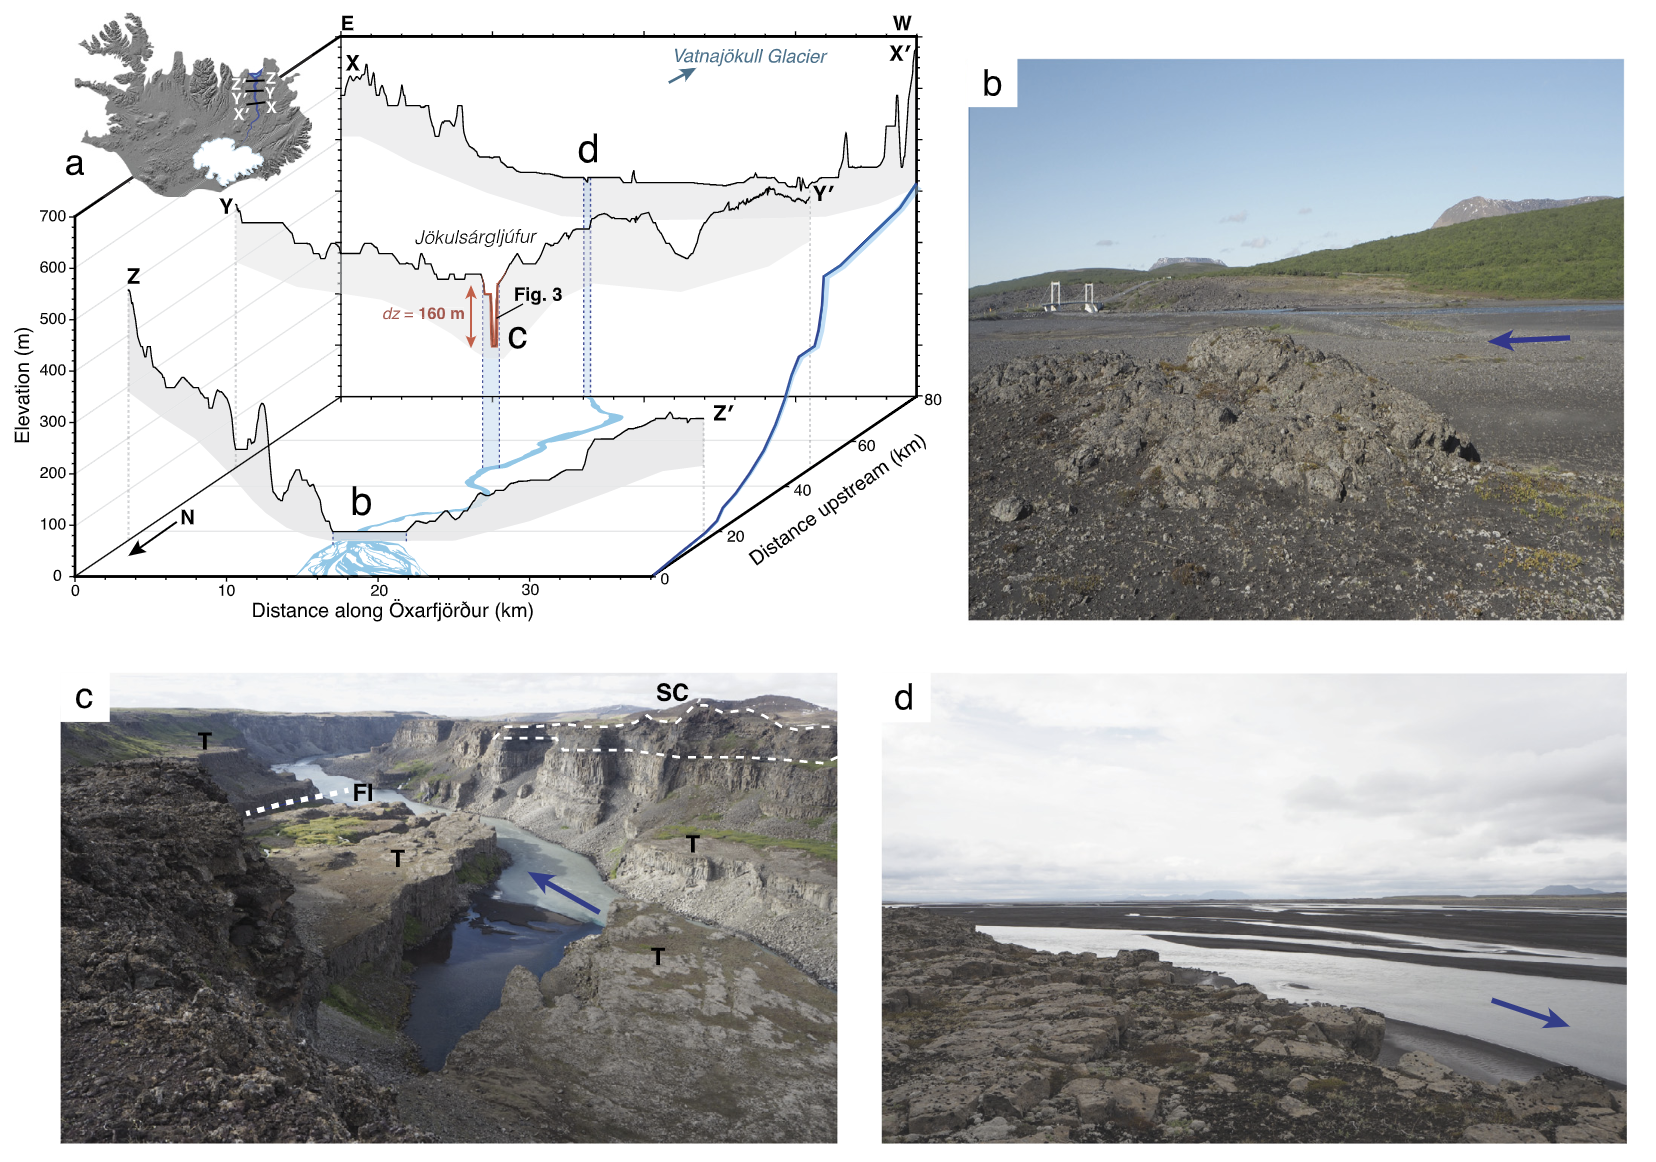 E
W
X
X′
Vatnajökull Glacier
Z′ Z
Y′ Y
X′ X
a
d
Y
Y′
Jökulsárgljúfur
Z
dz = 160 m
Fig. 3
C
Z′
b
N
Elevation (m)
700
600
500
400
300
200
100
0
0
10
20
30
Distance along Öxarfjörður (km)
0
20
40
60
80
Distance upstream (km)
b
c
SC
T
FI
T
T
T
d